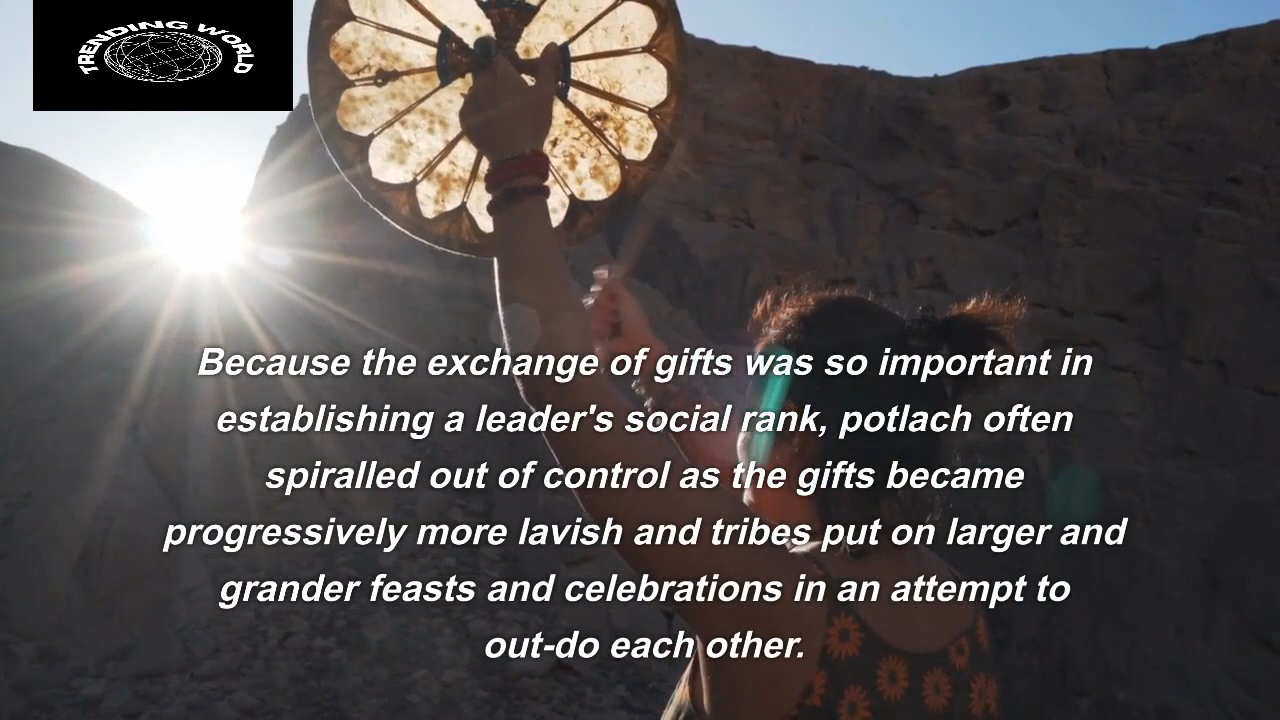 TRENDING WORLD
Because the exchange of gifts was so important in
establishing a leader's social rank, potlach often
spiralled out of control as the gifts became
progressively more lavish and tribes put on larger and
grander feasts and celebrations in an attempt to
out-do each other.